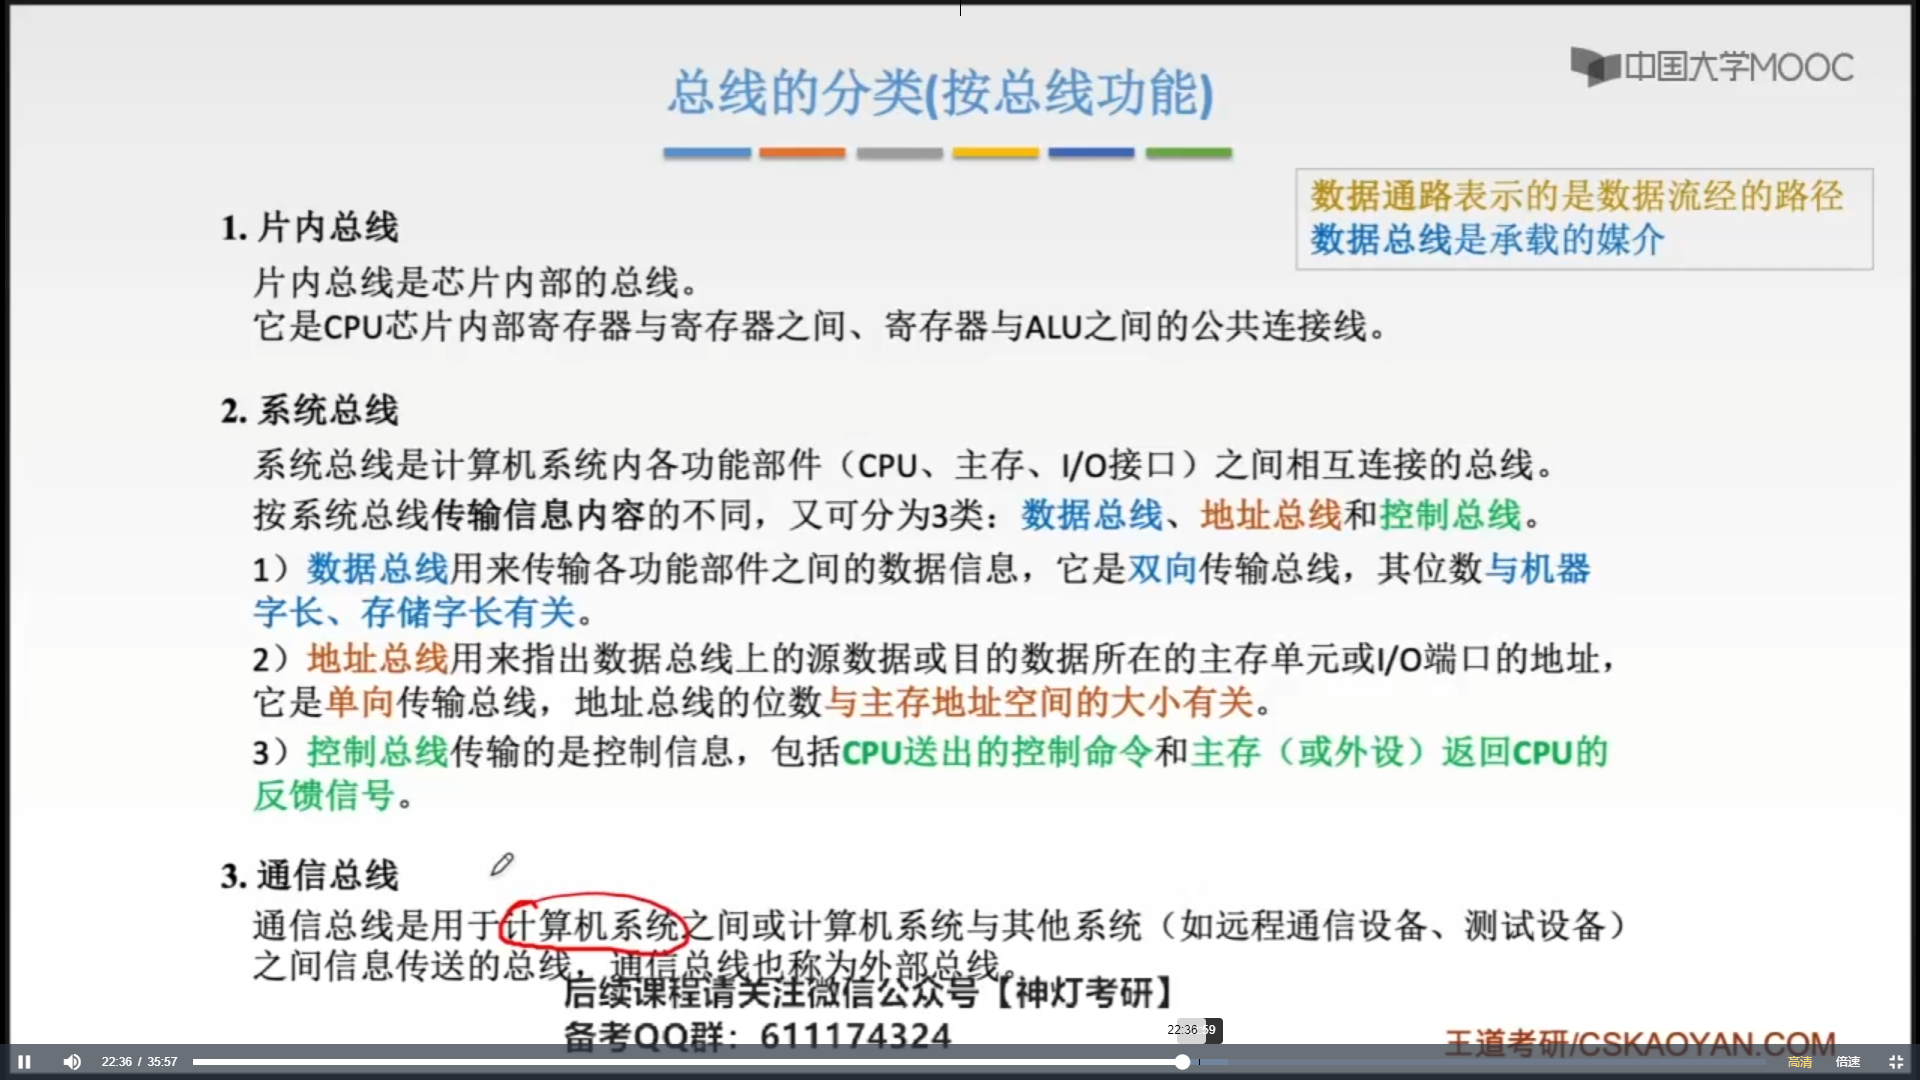 总线的分类(按总线功能)
中国大学MOOC
数据通路表示的是数据流经的路径
数据总线是承载的媒介
1. 片内总线
片内总线是芯片内部的总线。
它是CPU芯片内部寄存器与寄存器之间、寄存器与ALU之间的公共连接线。
2. 系统总线
系统总线是计算机系统内各功能部件（CPU、主存、I/O接口）之间相互连接的总线。
按系统总线传输信息内容的不同，又可分为3类：数据总线、地址总线和控制总线。
1）数据总线用来传输各功能部件之间的数据信息，它是双向传输总线，其位数与机器
字长、存储字长有关。
2）地址总线用来指出数据总线上的源数据或目的数据所在的主存单元或I/O端口的地址，
它是单向传输总线，地址总线的位数与主存地址空间的大小有关。
3）控制总线传输的是控制信息，包括CPU送出的控制命令和主存（或外设）返回CPU的
反馈信号。
3. 通信总线
通信总线是用于计算机系统之间或计算机系统与其他系统（如远程通信设备、测试设备）
之间信息传送的总线，通信总线也称为外部总线。
后续课程请关注微信公众号【神灯考研】
备考QQ群：611174324
22:36
59
王道考研/CSKAOYAN.COM
22:36 / 35:57
高清
倍速